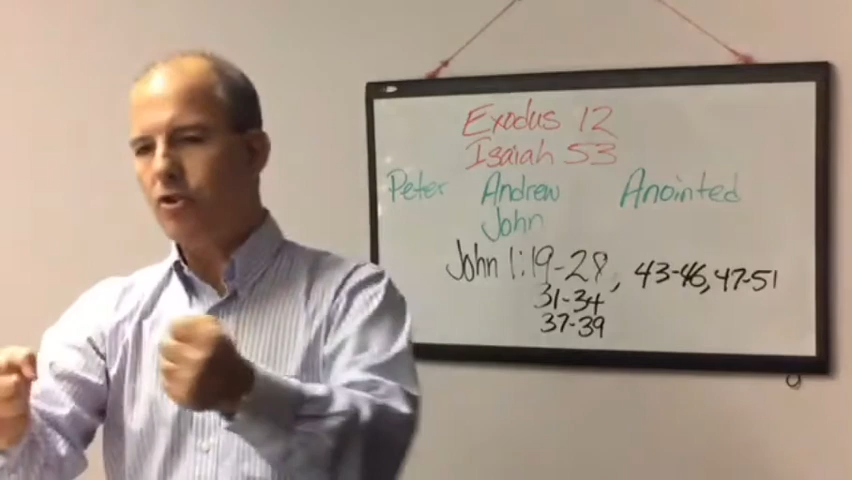 Exodus 12
Isaiah 53
Peter Andrew Anointed
John
John 1:19-28, 43-46, 47-51
31-34
37-39